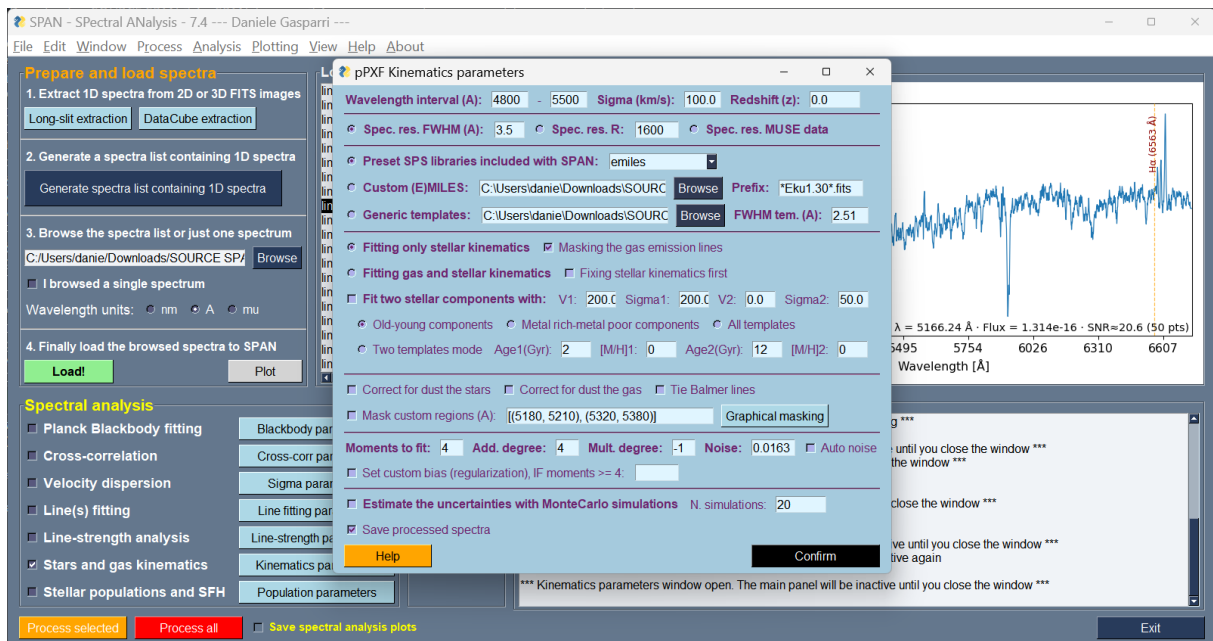 SPAN - SPectral ANalysis - 7.4 --- Daniele Gasparri ---
File Edit Window Process Analysis Plotting View Help About
Prepare and load spectra
1. Extract 1D spectra from 2D or 3D FITS images
Long-slit extraction DataCube extraction
2. Generate a spectra list containing 1D spectra
Generate spectra list containing 1D spectra
3. Browse the spectra list or just one spectrum
C:/Users/danie/Downloads/SOURCE SPA Browse
I browsed a single spectrum
Wavelength units: nm A mu
4. Finally load the browsed spectra to SPAN
Load! Plot
Spectral analysis
Planck Blackbody fitting Blackbody par
Cross-correlation Cross-corr par
Velocity dispersion Sigma parar
Line(s) fitting Line fitting par
Line-strength analysis Line-strength pa
Stars and gas kinematics Kinematics pa
Stellar populations and SFH Population parameters
Process selected Process all Save spectral analysis plots Exit
pPXF Kinematics parameters
Wavelength interval (A): 4800 - 5500 Sigma (km/s): 100.0 Redshift (z): 0.0
Spec. res. FWHM (A): 3.5 Spec. res. R: 1600 Spec. res. MUSE data
Preset SPS libraries included with SPAN: emiles
Custom (E)MILES: C:\Users\danie\Downloads\SOURC Browse Prefix: *Eku1.30*.fits
Generic templates: C:\Users\danie\Downloads\SOURC Browse FWHM tem. (A): 2.51
Fitting only stellar kinematics Masking the gas emission lines
Fitting gas and stellar kinematics Fixing stellar kinematics first
Fit two stellar components with: V1: 200.0 Sigma1: 200.0 V2: 0.0 Sigma2: 50.0
Old-young components Metal rich-metal poor components All templates
Two templates mode Age1(Gyr): 2 [M/H]1: 0 Age2(Gyr): 12 [M/H]2: 0
Correct for dust the stars Correct for dust the gas Tie Balmer lines
Mask custom regions (A): [(5180, 5210), (5320, 5380)] Graphical masking
Moments to fit: 4 Add. degree: 4 Mult. degree: -1 Noise: 0.0163 Auto noise
Set custom bias (regularization), IF moments >= 4:
Estimate the uncertainties with MonteCarlo simulations N. simulations: 20
Save processed spectra
Help Confirm
Hα (6563 Å)
λ = 5166.24 Å · Flux = 1.314e-16 · SNR≈20.6 (50 pts)
5495 5754 6026 6310 6607
Wavelength [Å]
g ***
until you close the window ***
the window ***
close the window ***
ve until you close the window ***
tive again
*** Kinematics parameters window open. The main panel will be inactive until you close the window ***